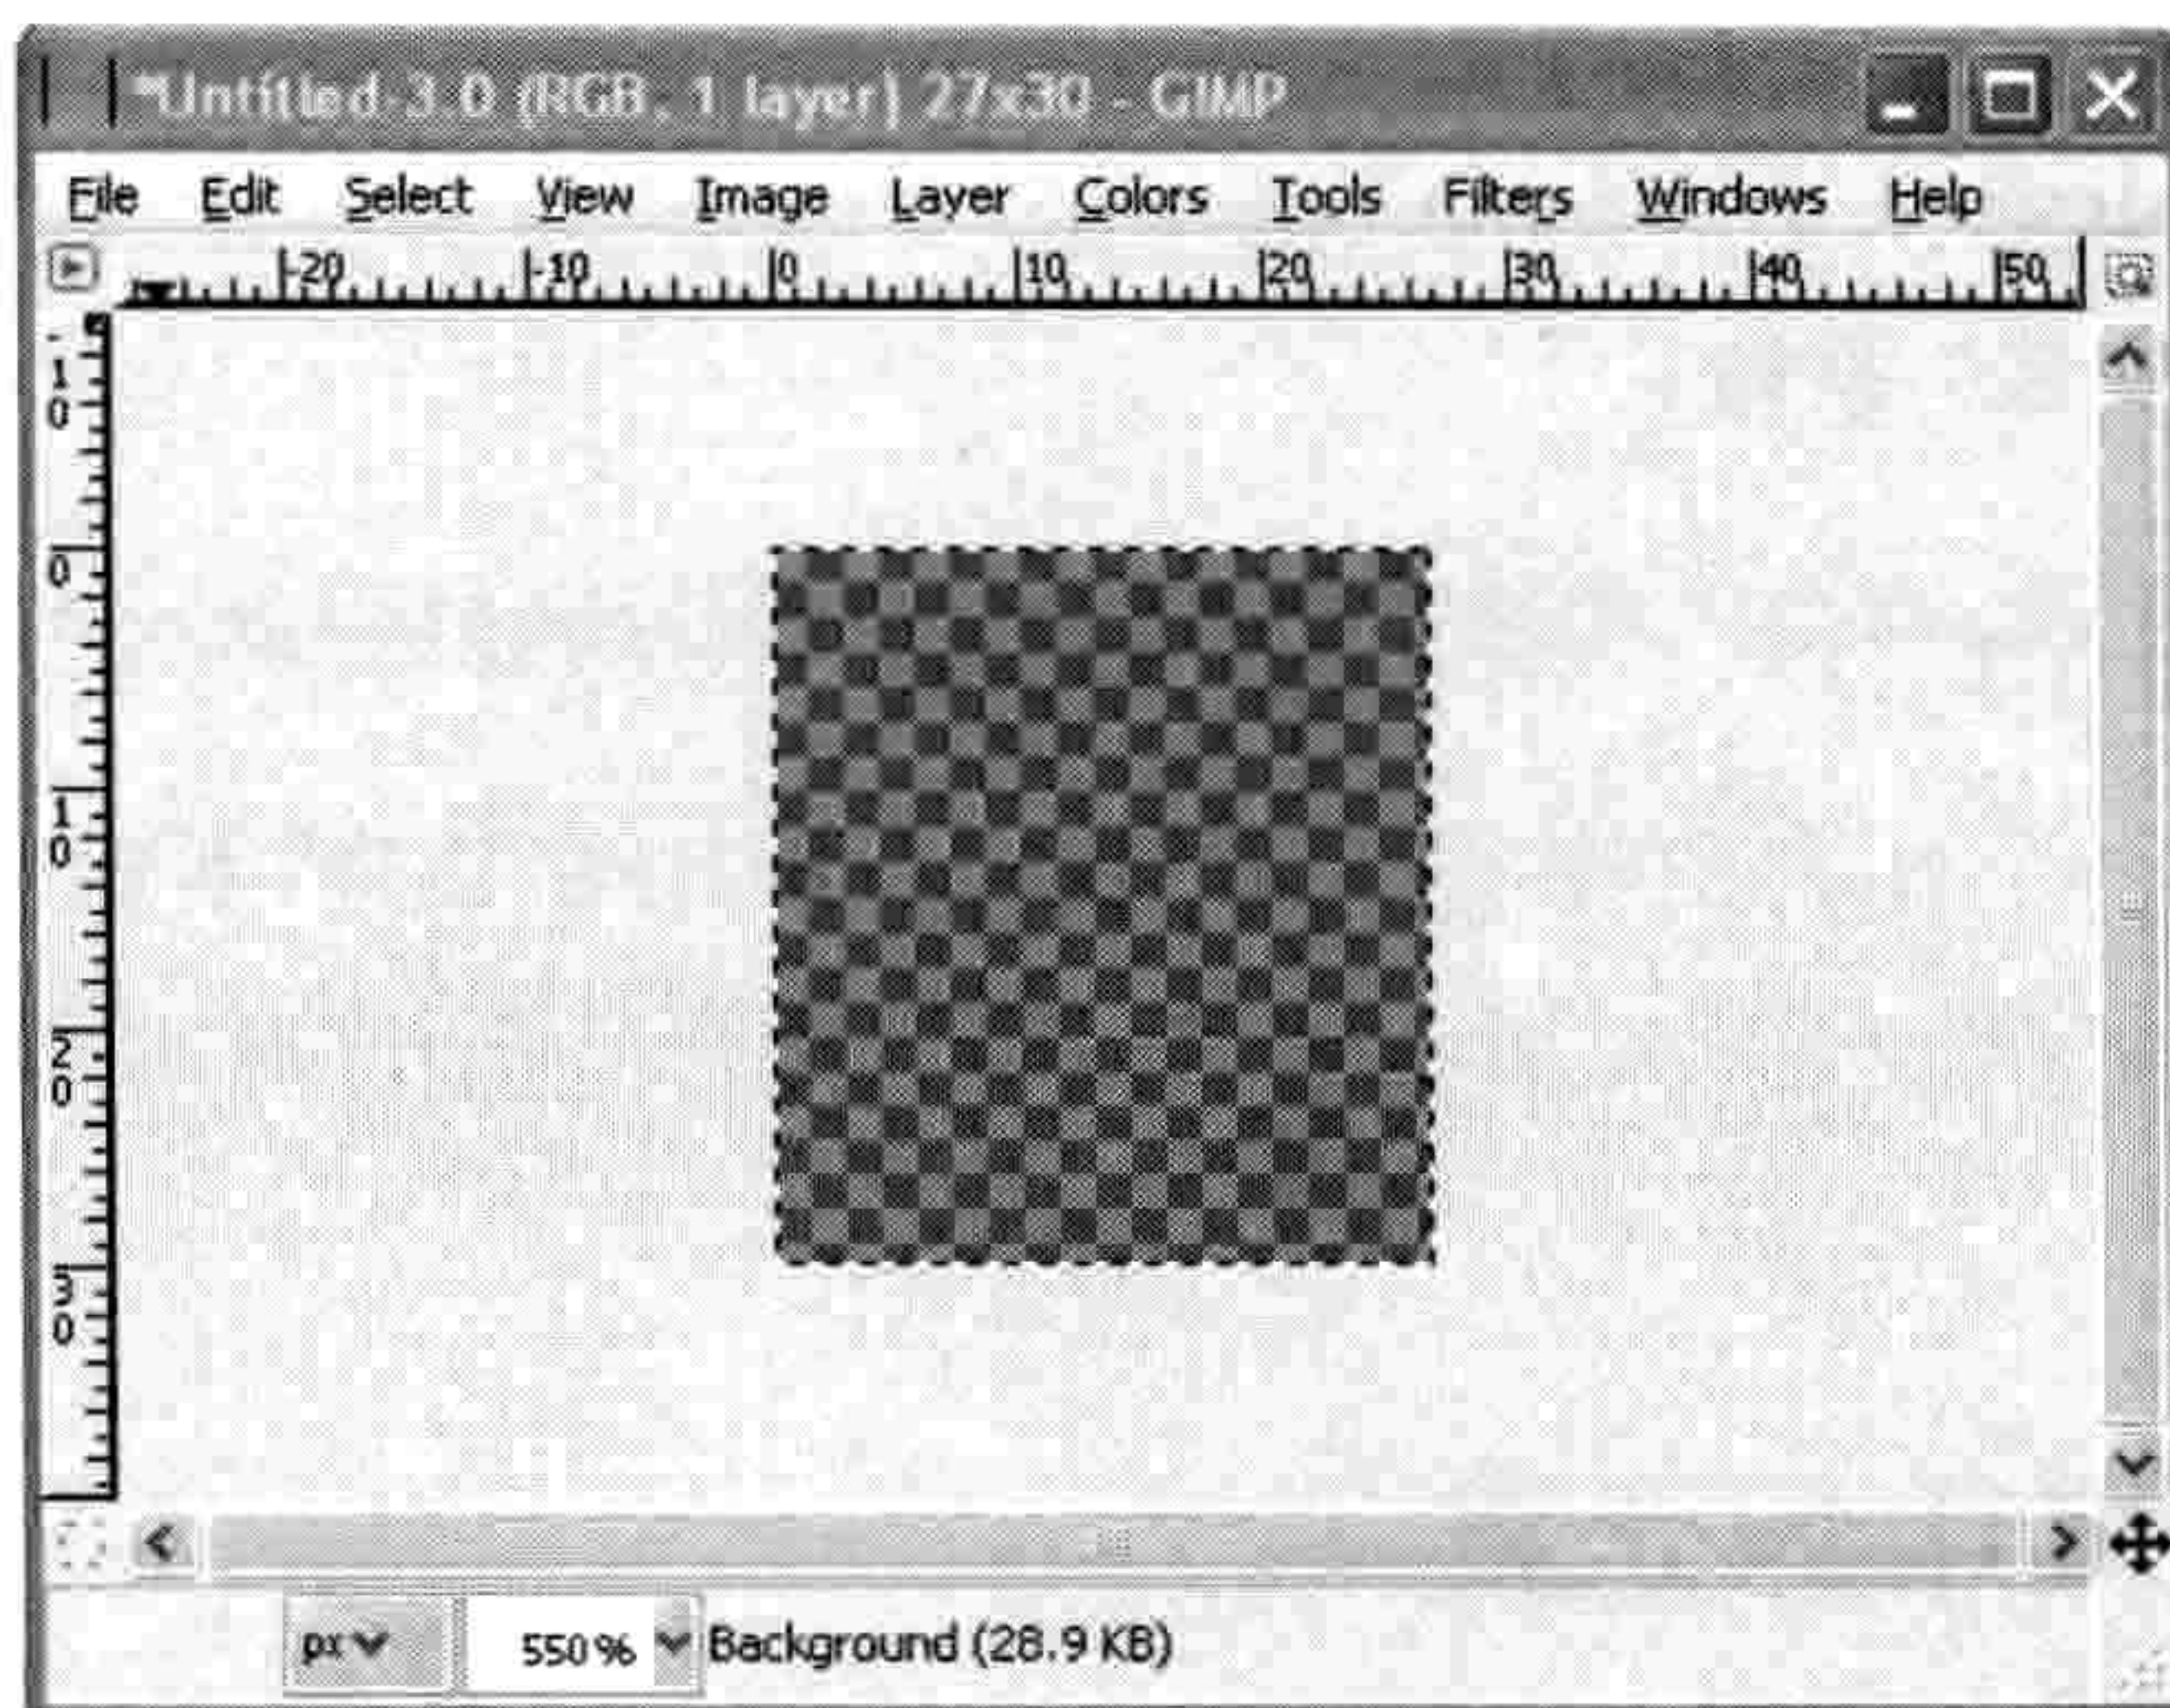 *Untitled-3.0 (RGB, 1 layer) 27x30 - GIMP
File Edit Select View Image Layer Colors Tools Filters Windows Help
-20 -10 0 10 20 30 40 50
-10
0
10
20
30
px 550% Background (28.9 KB)